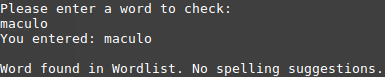 Please enter a word to check:
maculo
You entered: maculo
Word found in Wordlist. No spelling suggestions.